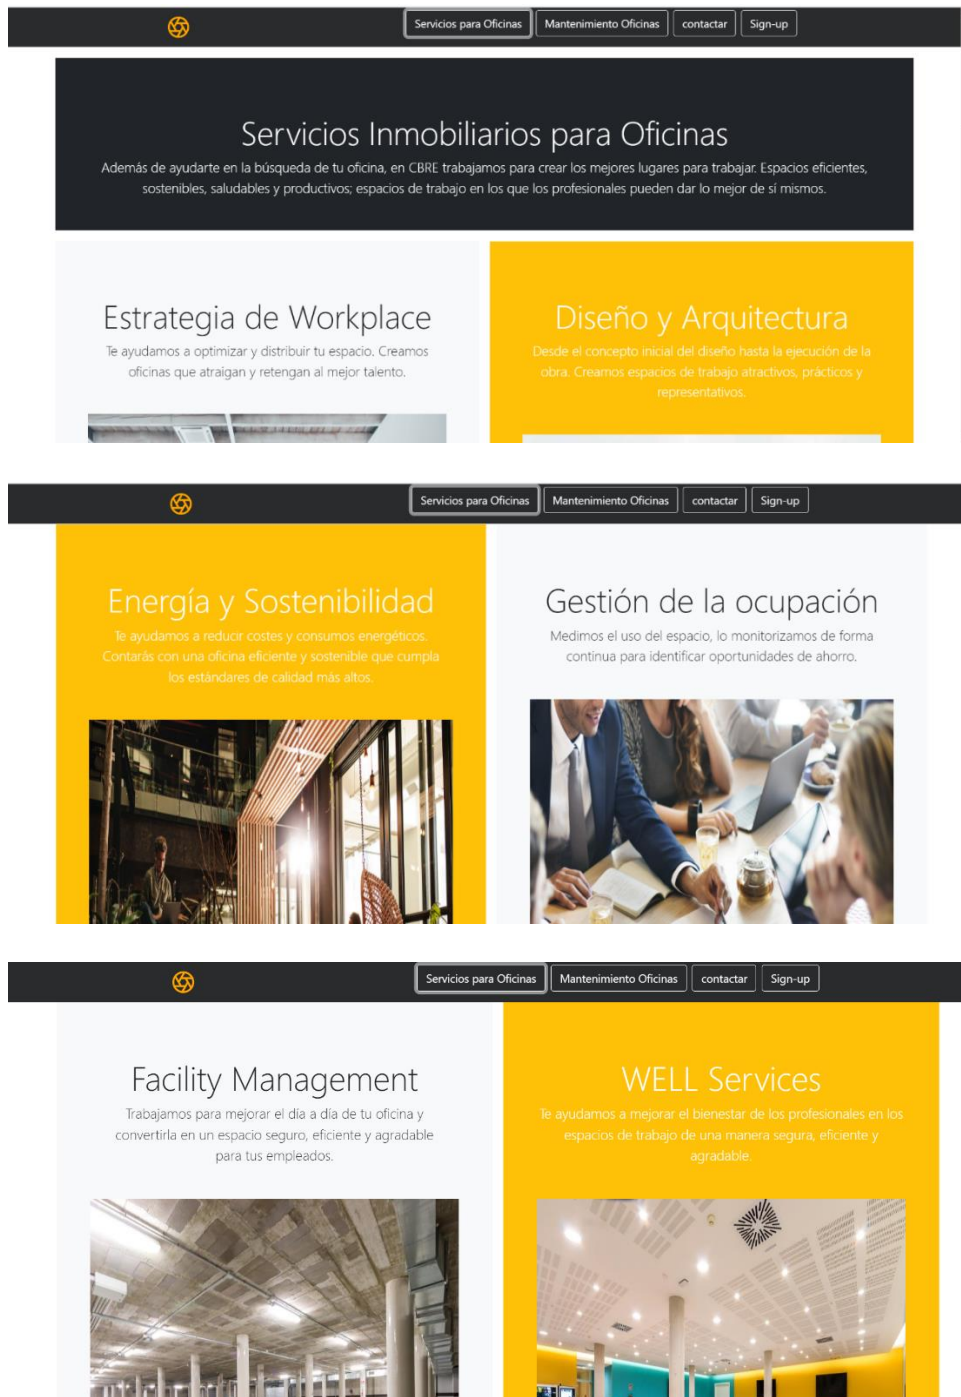 Servicios para Oficinas Mantenimiento Oficinas contactar Sign-up
Servicios Inmobiliarios para Oficinas
Además de ayudarte en la búsqueda de tu oficina, en CBRE trabajamos para crear los mejores lugares para trabajar. Espacios eficientes,
sostenibles, saludables y productivos; espacios de trabajo en los que los profesionales pueden dar lo mejor de sí mismos.
Estrategia de Workplace
Te ayudamos a optimizar y distribuir tu espacio. Creamos
oficinas que atraigan y retengan al mejor talento.
Diseño y Arquitectura
Desde el concepto inicial del diseño hasta la ejecución de la
obra. Creamos espacios de trabajo atractivos, prácticos y
representativos.
Servicios para Oficinas Mantenimiento Oficinas contactar Sign-up
Energía y Sostenibilidad
Te ayudamos a reducir costes y consumos energéticos.
Contarás con una oficina eficiente y sostenible que cumpla
los estándares de calidad más altos.
Gestión de la ocupación
Medimos el uso del espacio, lo monitorizamos de forma
continua para identificar oportunidades de ahorro.
Servicios para Oficinas Mantenimiento Oficinas contactar Sign-up
Facility Management
Trabajamos para mejorar el día a día de tu oficina y
convertirla en un espacio seguro, eficiente y agradable
para tus empleados.
WELL Services
Te ayudamos a mejorar el bienestar de los profesionales en los
espacios de trabajo de una manera segura, eficiente y
agradable.